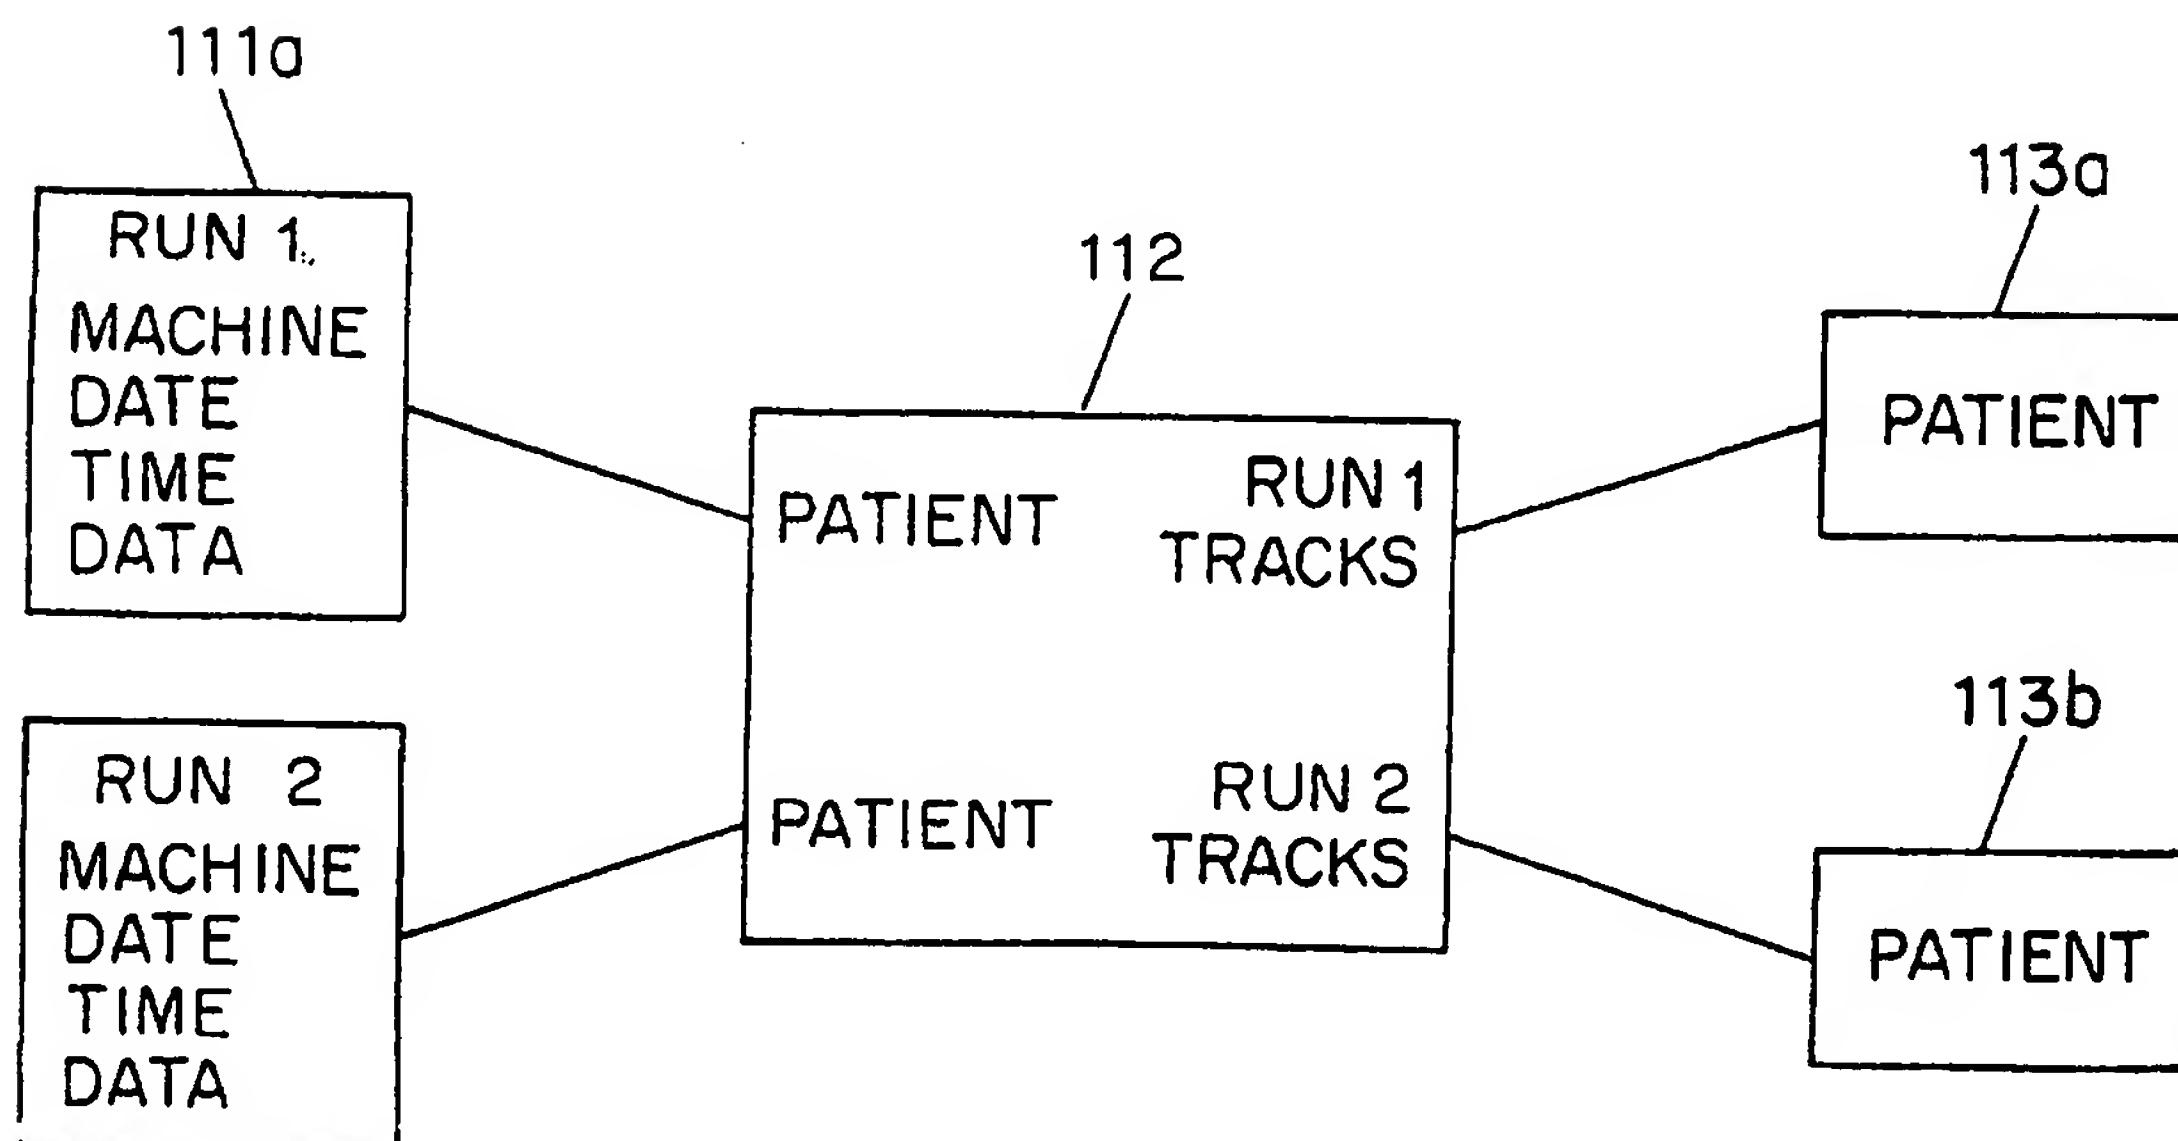 111a
RUN 1
MACHINE
DATE
TIME
DATA
RUN 2
MACHINE
DATE
TIME
DATA
112
PATIENT
RUN 1
TRACKS
PATIENT
RUN 2
TRACKS
113a
PATIENT
113b
PATIENT